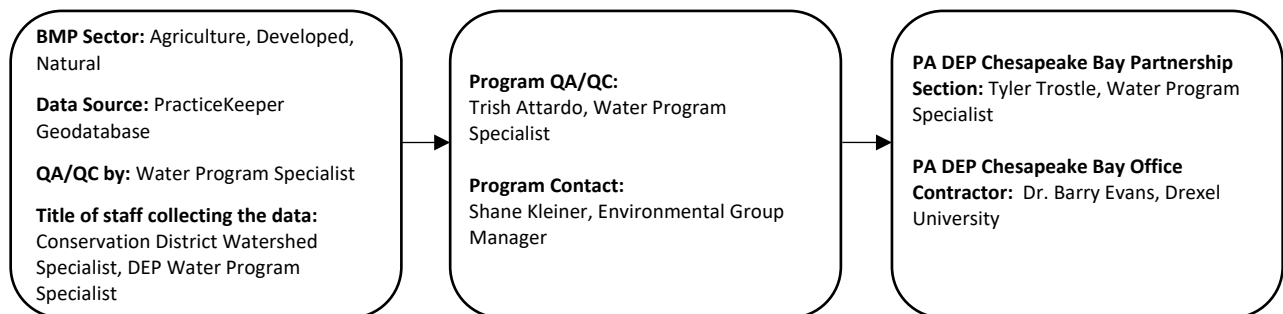 BMP Sector: Agriculture, Developed,
Natural
Data Source: PracticeKeeper
Geodatabase
QA/QC by: Water Program Specialist
Title of staff collecting the data:
Conservation District Watershed
Specialist, DEP Water Program
Specialist
Program QA/QC:
Trish Attardo, Water Program
Specialist
Program Contact:
Shane Kleiner, Environmental Group
Manager
PA DEP Chesapeake Bay Partnership
Section: Tyler Trostle, Water Program
Specialist
PA DEP Chesapeake Bay Office
Contractor: Dr. Barry Evans, Drexel
University